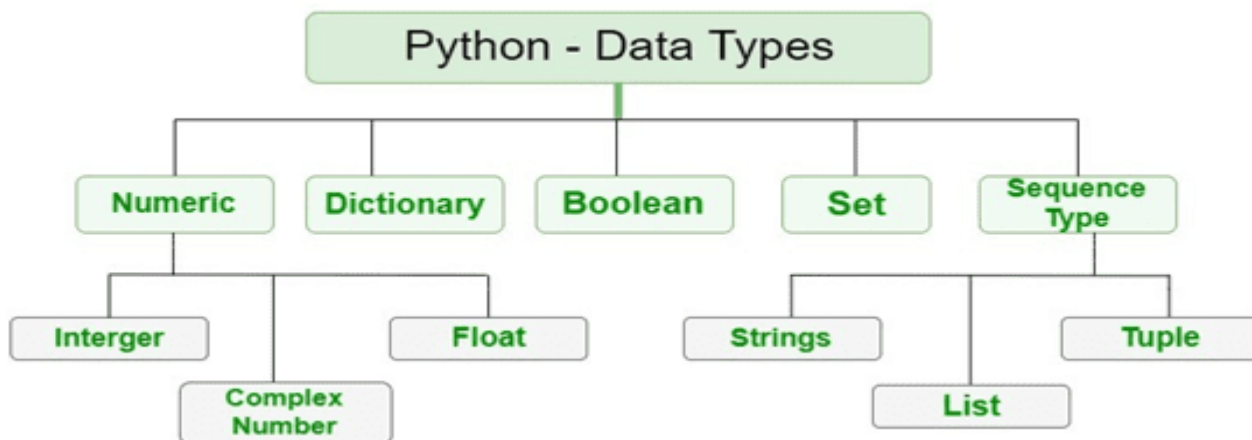 Python - Data Types
Numeric
Dictionary
Boolean
Set
Sequence
Type
Interger
Complex
Number
Float
Strings
List
Tuple